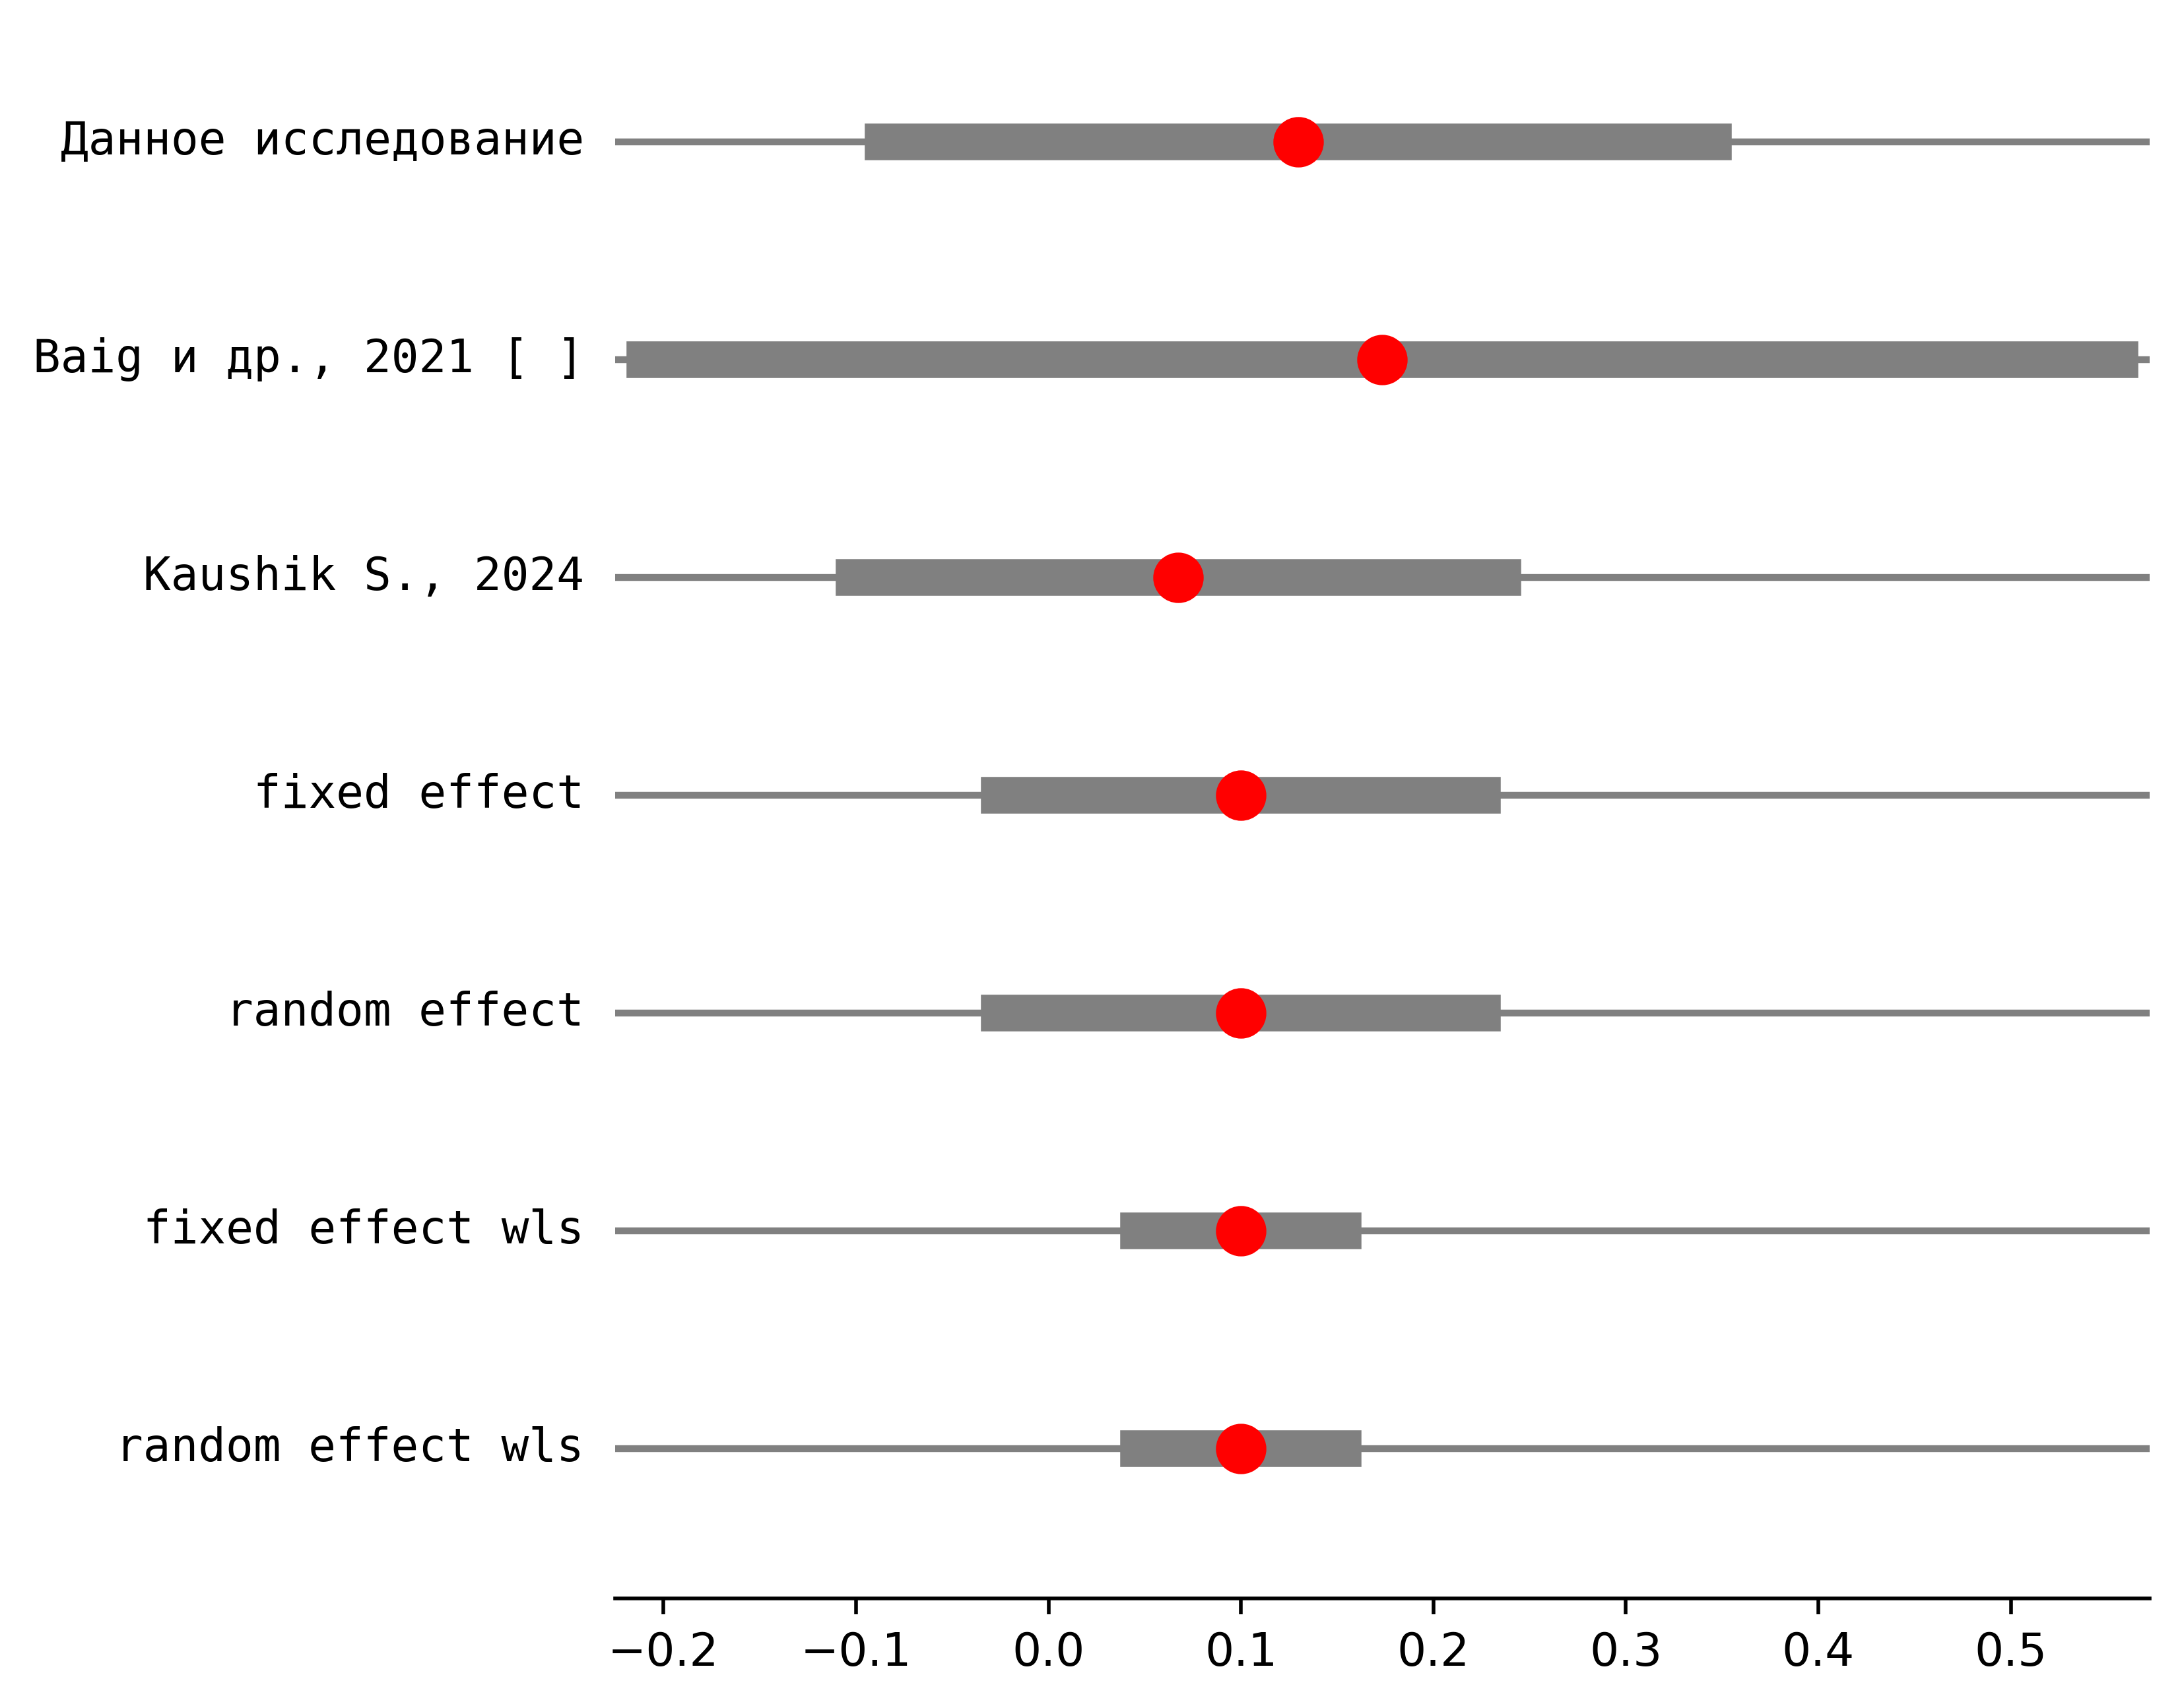 Данное исследование
Baig и др., 2021 [ ]
Kaushik S., 2024
fixed effect
random effect
fixed effect wls
random effect wls
−0.2 −0.1 0.0 0.1 0.2 0.3 0.4 0.5